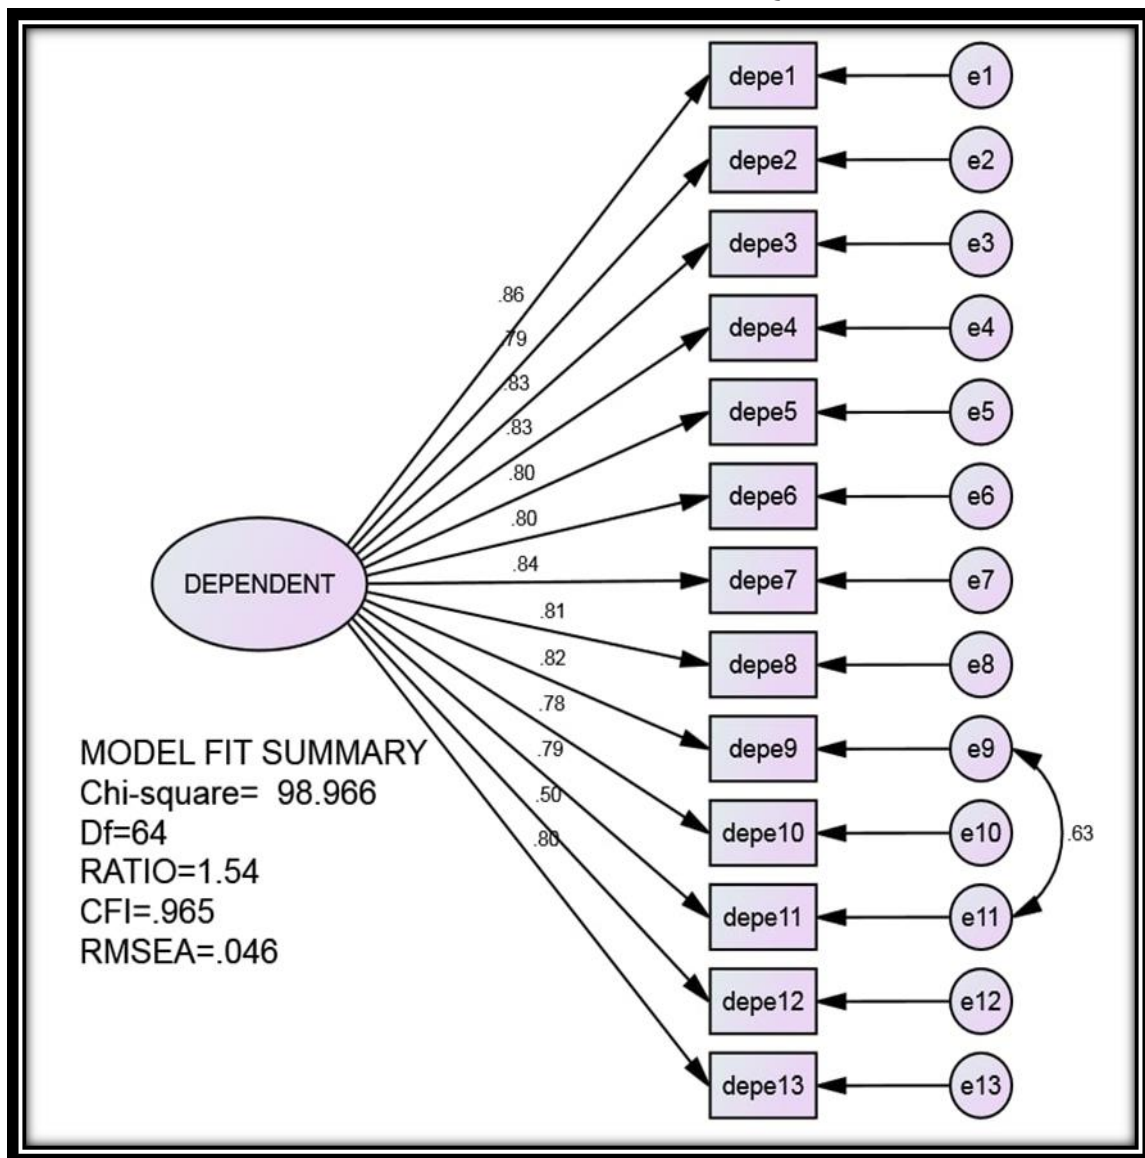 depe1
e1
depe2
e2
depe3
e3
.86
depe4
e4
.79
.83
depe5
e5
.83
.80
depe6
e6
.80
.84
depe7
e7
DEPENDENT
.81
depe8
e8
.82
.78
depe9
e9
.79
.50
depe10
e10
.63
.80
depe11
e11
depe12
e12
depe13
e13
MODEL FIT SUMMARY
Chi-square= 98.966
Df=64
RATIO=1.54
CFI=.965
RMSEA=.046